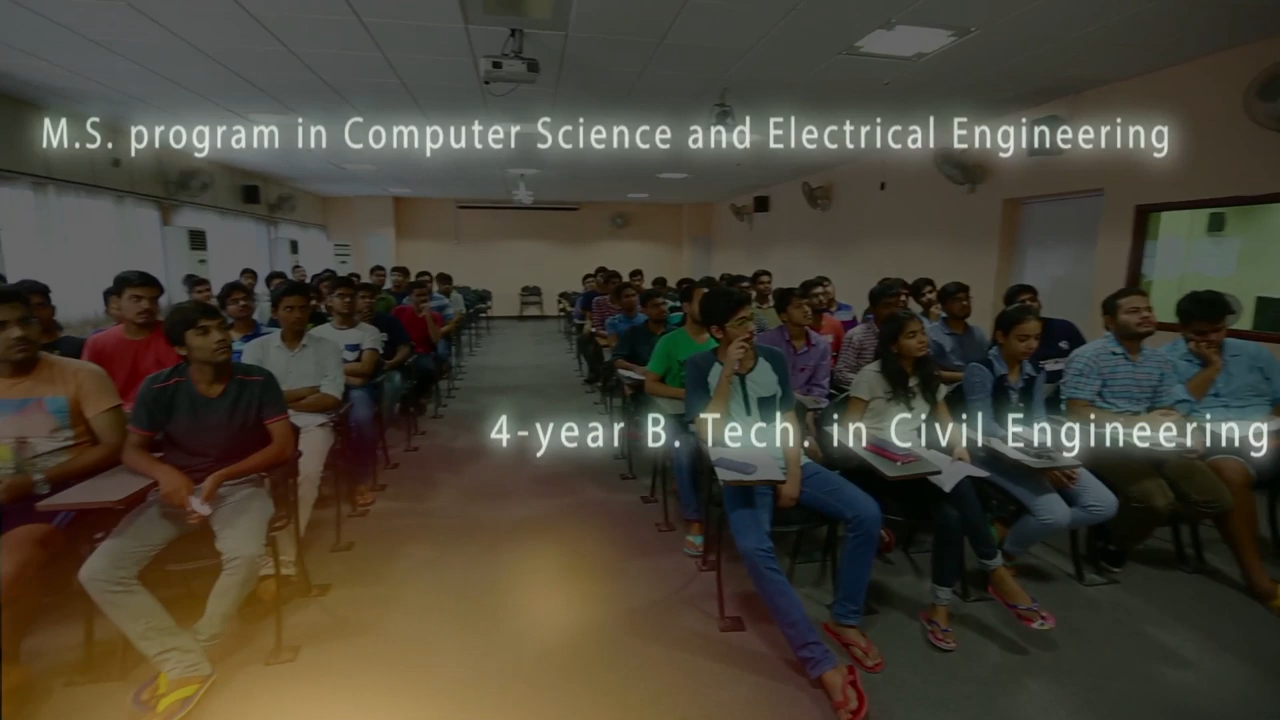 M.S. program in Computer Science and Electrical Engineering
4-year B. Tech. in Civil Engineering